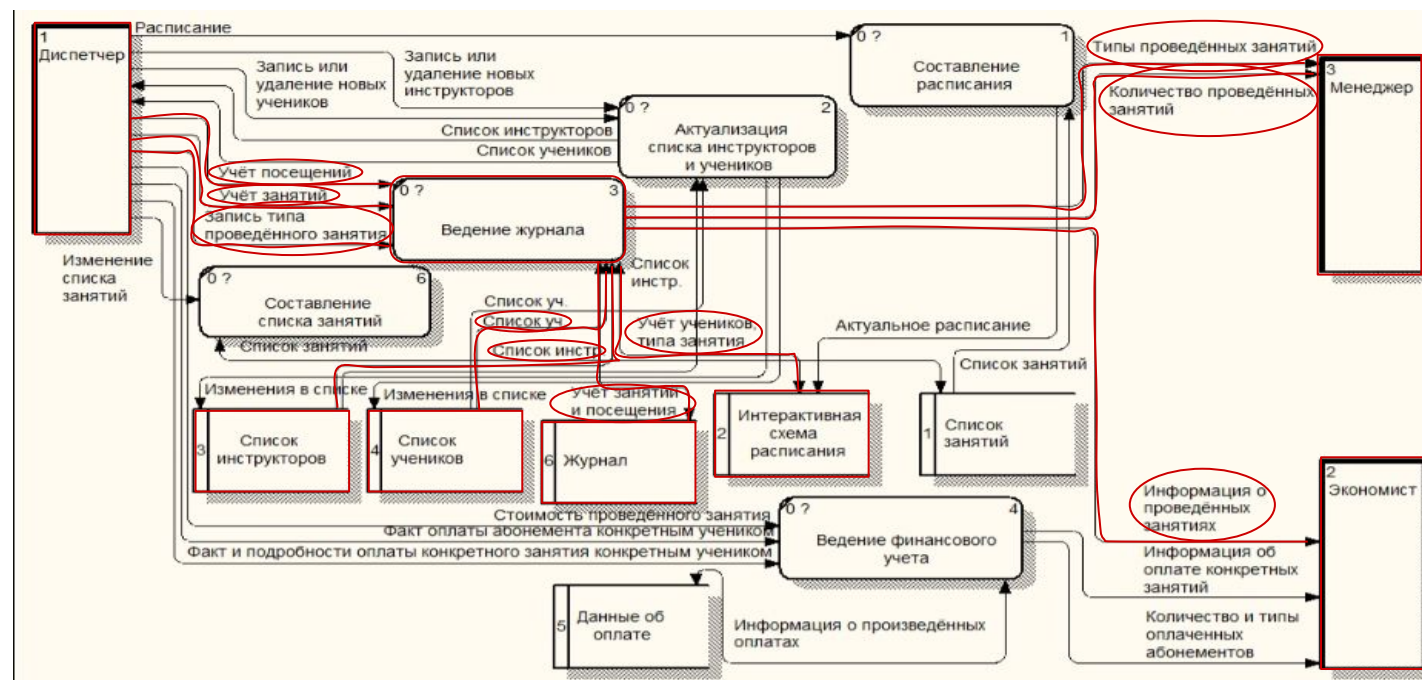 Расписание
1
Диспетчер
Запись или
удаление новых
учеников
Запись или
удаление новых
инструкторов
0 ?
1
Составление
расписания
Типы проведённых занятий
3
Менеджер
Количество проведённых
занятий
0 ?
2
Актуализация
списка инструкторов
и учеников
Список инструкторов
Список учеников
Учёт посещений
Учёт занятий
Запись типа
проведённого занятия
0 ?
3
Ведение журнала
Изменение
списка
занятий
0 ?
6
Составление
списка занятий
Список
инстр.
Список уч.
Список уч
Учёт учеников,
типа занятия
Актуальное расписание
Список занятий
Список инстр
Список занятий
Изменения в списке
Изменения в списке
Учёт занятий
и посещения
3
Список
инструкторов
4
Список
учеников
6
Журнал
2
Интерактивная
схема
расписания
1
Список
занятий
2
Экономист
Информация о
проведённых
занятиях
Стоимость проведённого занятия
Факт оплаты абонемента конкретным учеником
Факт и подробности оплаты конкретного занятия конкретным учеником
0 ?
4
Ведение финансового
учета
Информация об
оплате конкретных
занятий
5
Данные об
оплате
Информация о произведённых
оплатах
Количество и типы
оплаченных
абонементов